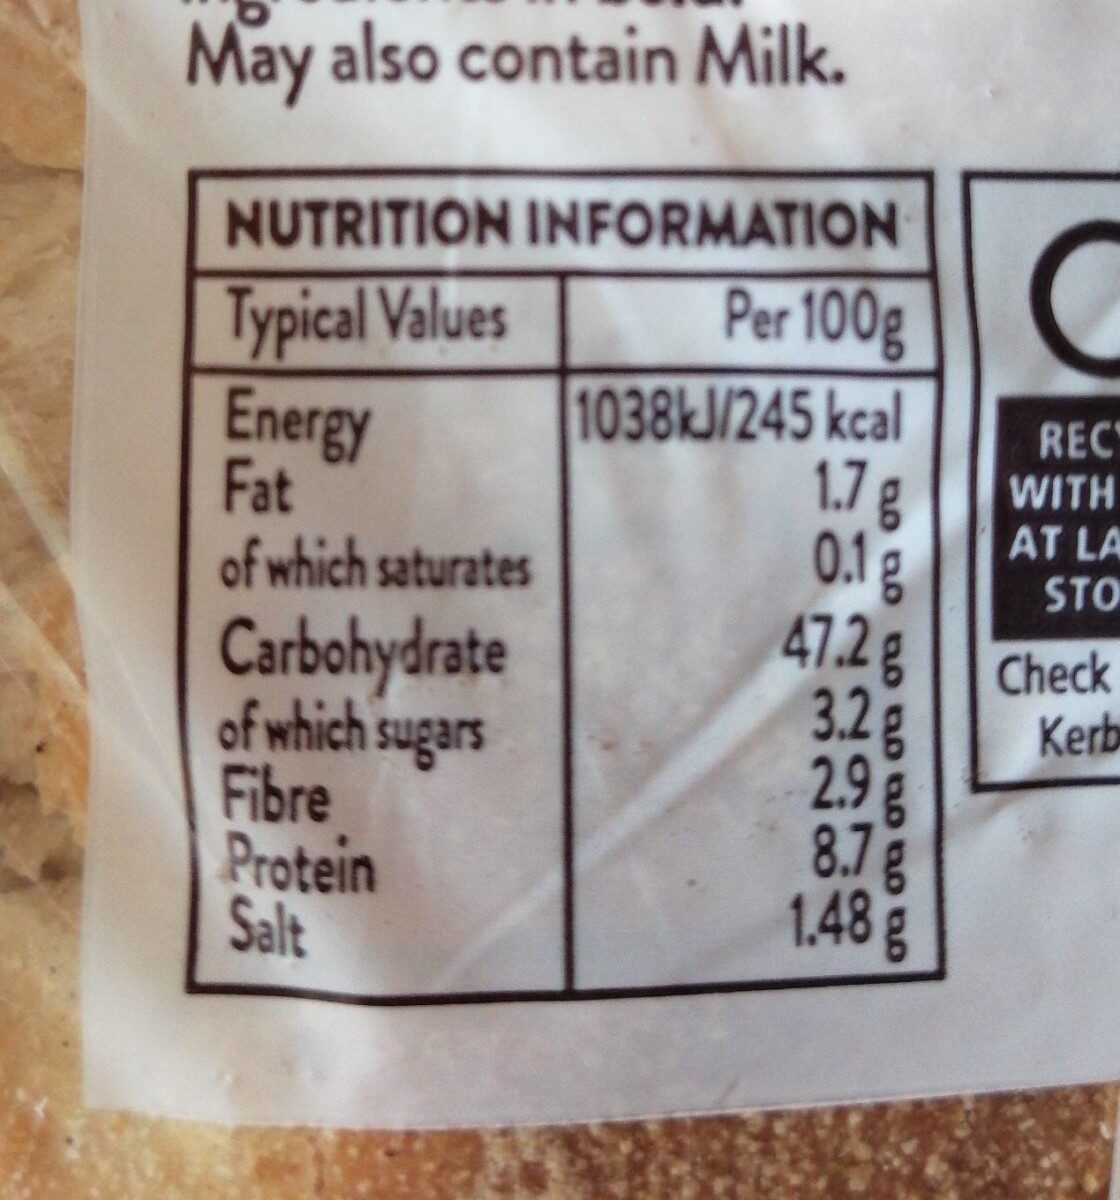 May also contain Milk.
NUTRITION INFORMATION
Typical Values Per 100g
Energy 1038kJ/245 kcal
Fat 1.7 g
of which saturates 0.1 g
Carbohydrate 47.2 g
of which sugars 3.2 g
Fibre 2.9 g
Protein 8.7 g
Salt 1.48 g
WITH
AT LA
STO
Check
Kerb